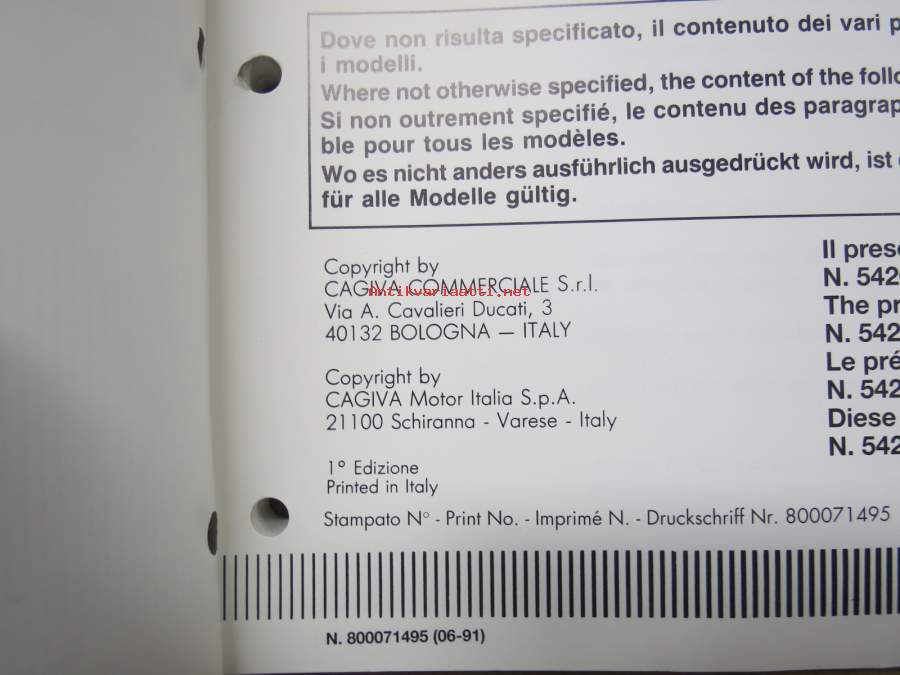 Dove non risulta specificato, il contenuto dei vari p
i modelli.
Where not otherwise specified, the content of the follo
Si non outrement specifié, le contenu des paragrap
ble pour tous les modèles.
Wo es nicht anders ausführlich ausgedrückt wird, ist
für alle Modelle gültig.
Copyright by
CAGIVA COMMERCIALE S.r.l.
Antikvariaatti.net
Via A. Cavalieri Ducati, 3
40132 BOLOGNA — ITALY
Copyright by
CAGIVA Motor Italia S.p.A.
21100 Schiranna - Varese - Italy
1° Edizione
Printed in Italy
Stampato N° - Print No. - Imprimé N. - Druckschrift Nr. 800071495
Il prese
N. 542
The pr
N. 542
Le pré
N. 542
Diese
N. 542
N. 800071495 (06-91)